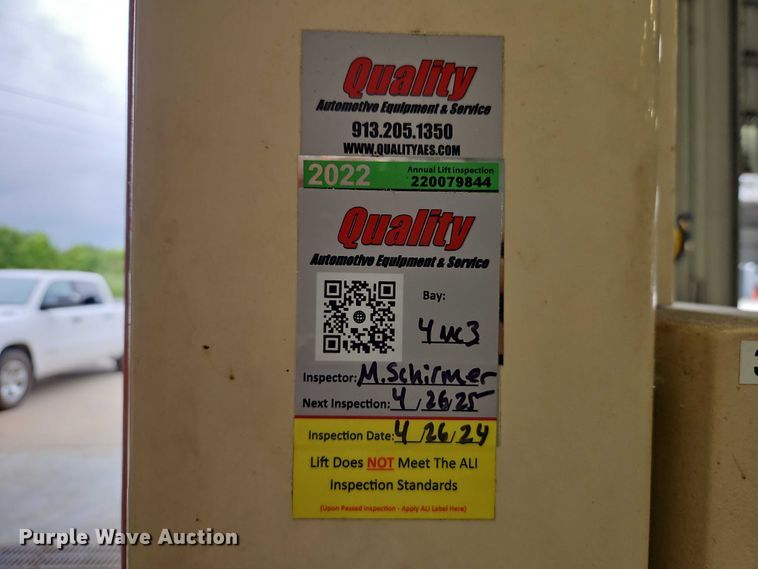 Quality
Automotive Equipment & Service
913.205.1350
WWW.QUALITYAES.COM
2022
Annual Lift Inspection
220079844
Quality
Automotive Equipment & Service
Bay:
4uc3
Inspector: M. Schirmer
Next Inspection: 4/26/25
Inspection Date: 4/26/24
Lift Does NOT Meet The ALI
Inspection Standards
(Upon Passed Inspection - Apply ALI Label Here)
Purple Wave Auction